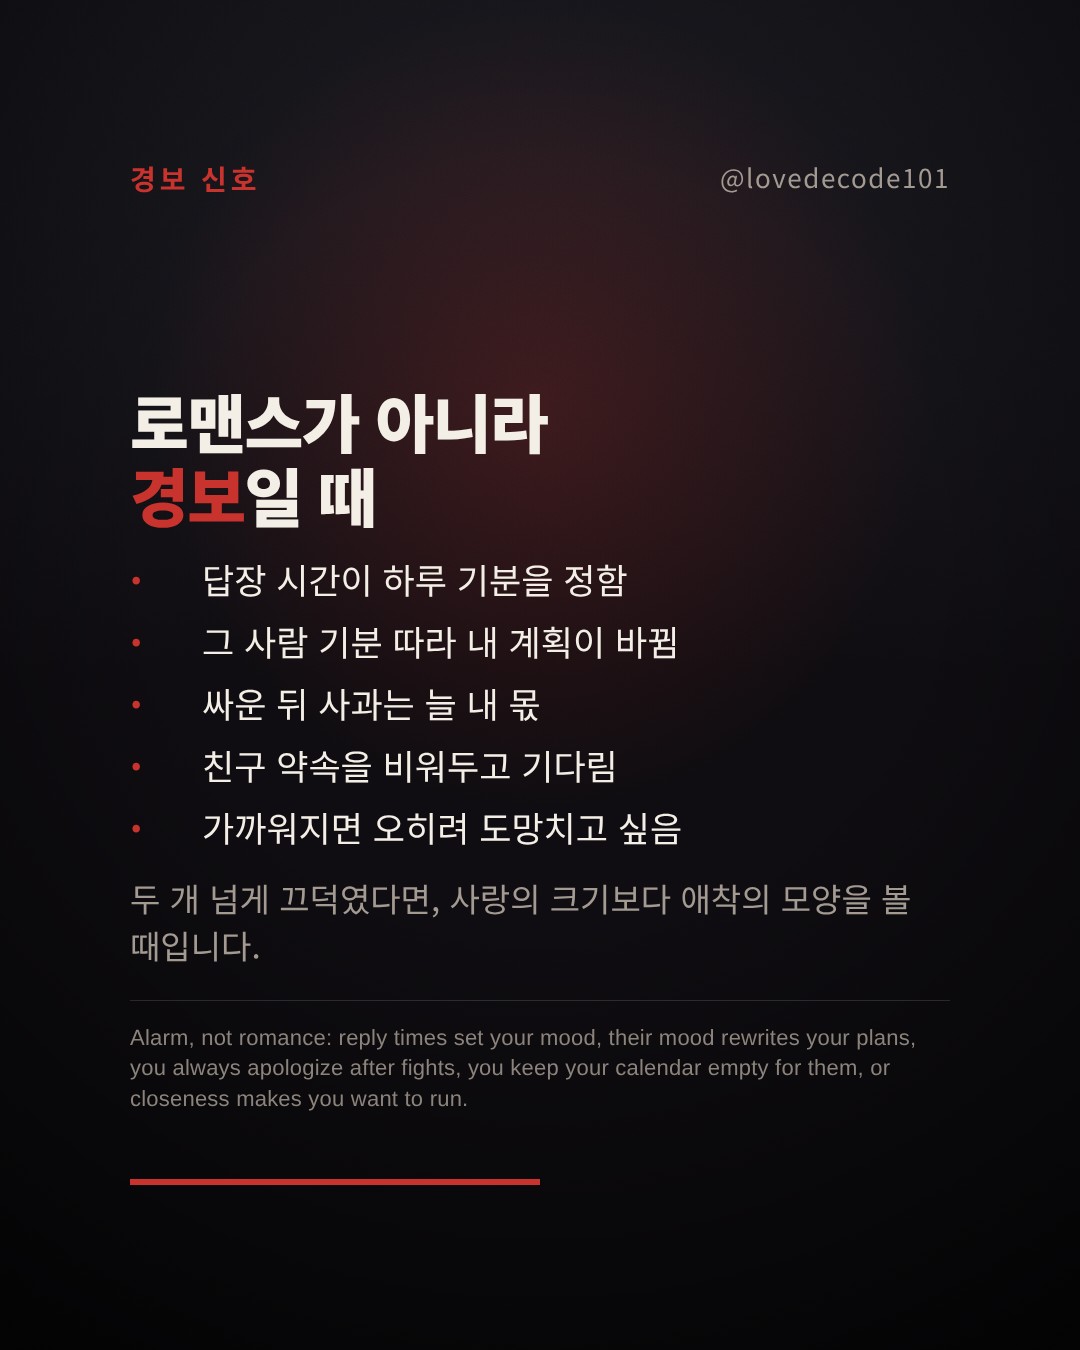 경보 신호
@lovedecode101
로맨스가 아니라
경보일 때
• 답장 시간이 하루 기분을 정함
• 그 사람 기분 따라 내 계획이 바뀜
• 싸운 뒤 사과는 늘 내 몫
• 친구 약속을 비워두고 기다림
• 가까워지면 오히려 도망치고 싶음
두 개 넘게 끄덕였다면, 사랑의 크기보다 애착의 모양을 볼
때입니다.
Alarm, not romance: reply times set your mood, their mood rewrites your plans,
you always apologize after fights, you keep your calendar empty for them, or
closeness makes you want to run.